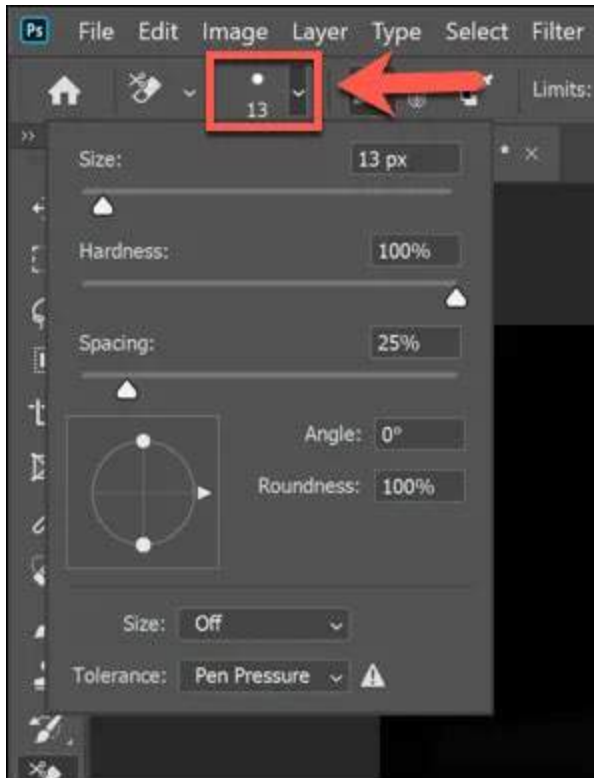 Ps File Edit Image Layer Type Select Filter
13
Limits:
Size: 13 px
Hardness: 100%
Spacing: 25%
Angle: 0°
Roundness: 100%
Size: Off
Tolerance: Pen Pressure